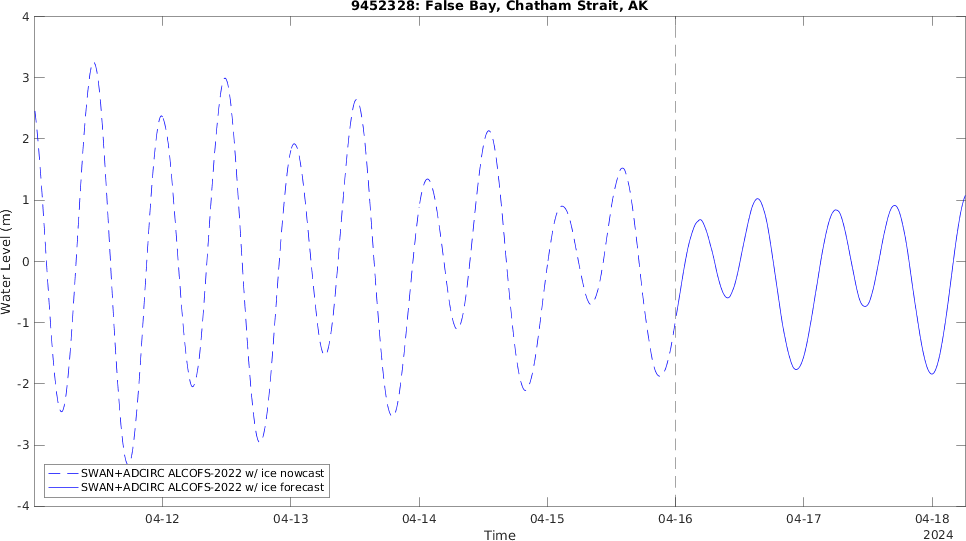 9452328: False Bay, Chatham Strait, AK
4
3
2
1
0
-1
-2
-3
-4
Water Level (m)
SWAN+ADCIRC ALCOFS-2022 w/ ice nowcast
SWAN+ADCIRC ALCOFS-2022 w/ ice forecast
04-12 04-13 04-14 04-15 04-16 04-17 04-18
Time
2024